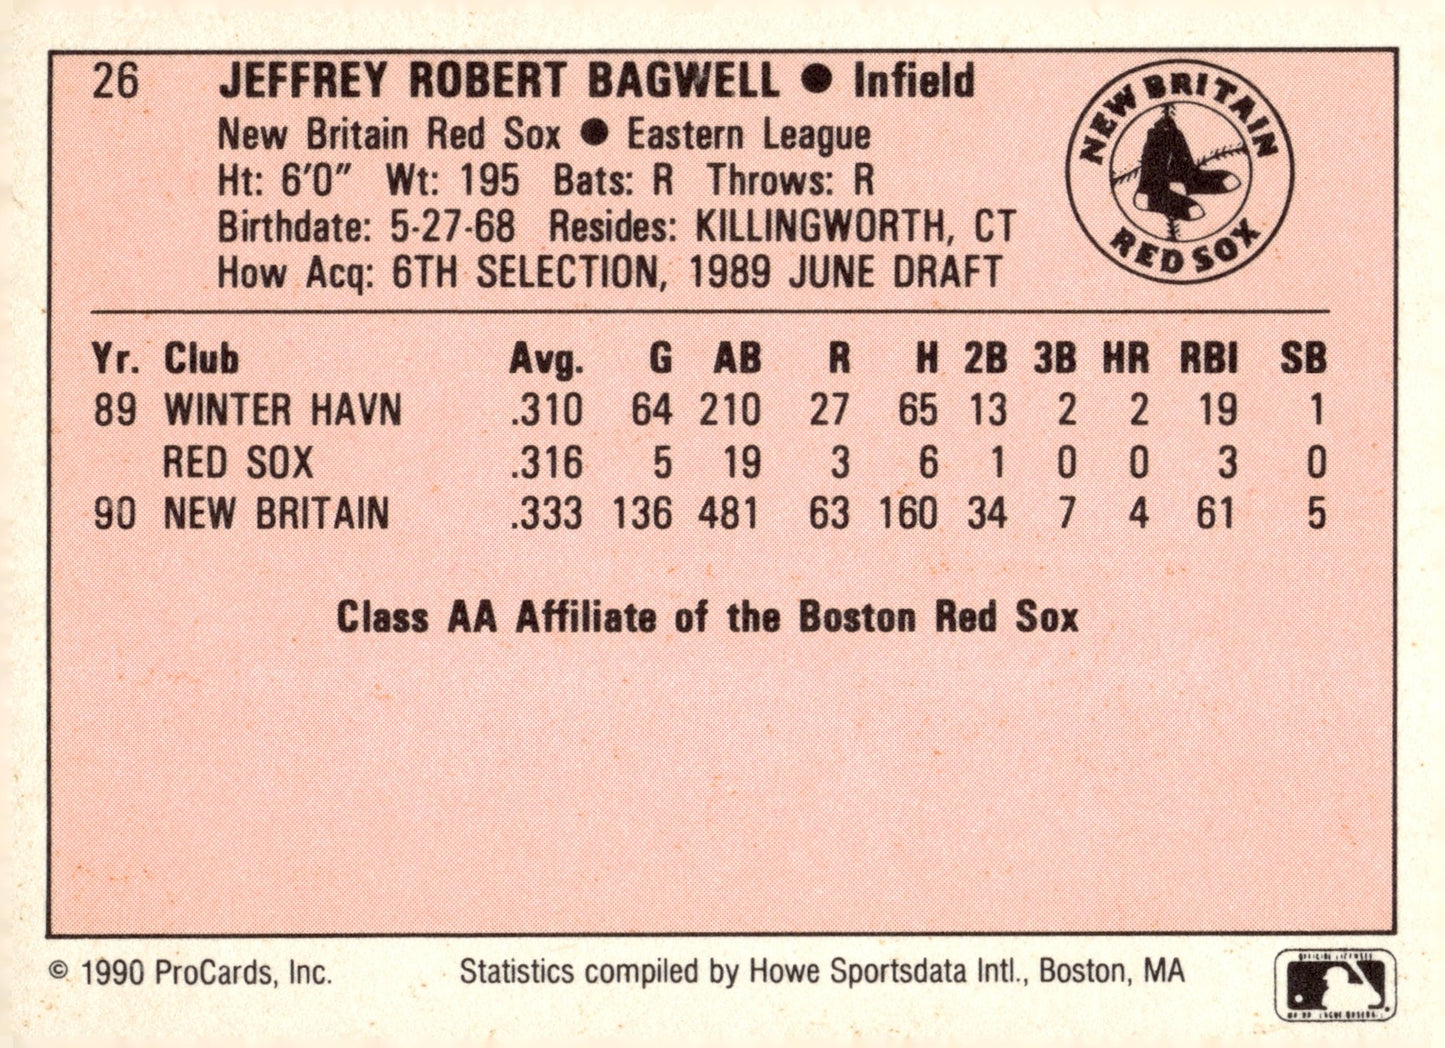 26 JEFFREY ROBERT BAGWELL ● Infield
New Britain Red Sox ● Eastern League
Ht: 6'0" Wt: 195 Bats: R Throws: R
Birthdate: 5-27-68 Resides: KILLINGWORTH, CT
How Acq: 6TH SELECTION, 1989 JUNE DRAFT
NEW BRITAIN
RED SOX
Yr. Club Avg. G AB R H 2B 3B HR RBI SB
89 WINTER HAVN .310 64 210 27 65 13 2 2 19 1
RED SOX .316 5 19 3 6 1 0 0 3 0
90 NEW BRITAIN .333 136 481 63 160 34 7 4 61 5
Class AA Affiliate of the Boston Red Sox
© 1990 ProCards, Inc. Statistics compiled by Howe Sportsdata Intl., Boston, MA